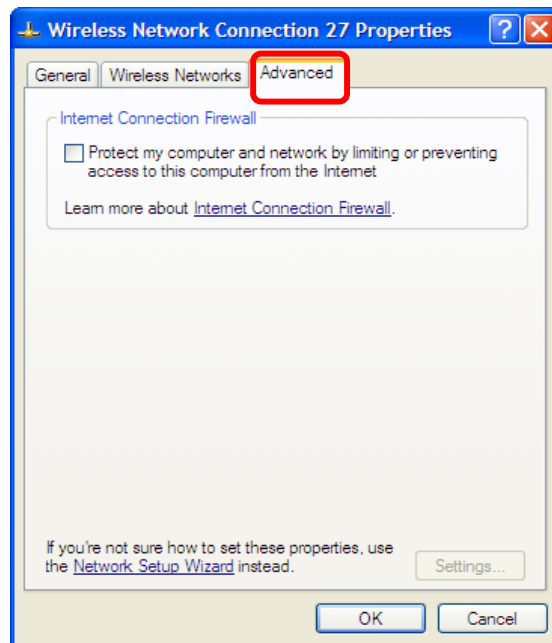 Wireless Network Connection 27 Properties
General Wireless Networks Advanced
Internet Connection Firewall
Protect my computer and network by limiting or preventing
access to this computer from the Internet
Learn more about Internet Connection Firewall.
If you're not sure how to set these properties, use
the Network Setup Wizard instead.
Settings...
OK Cancel